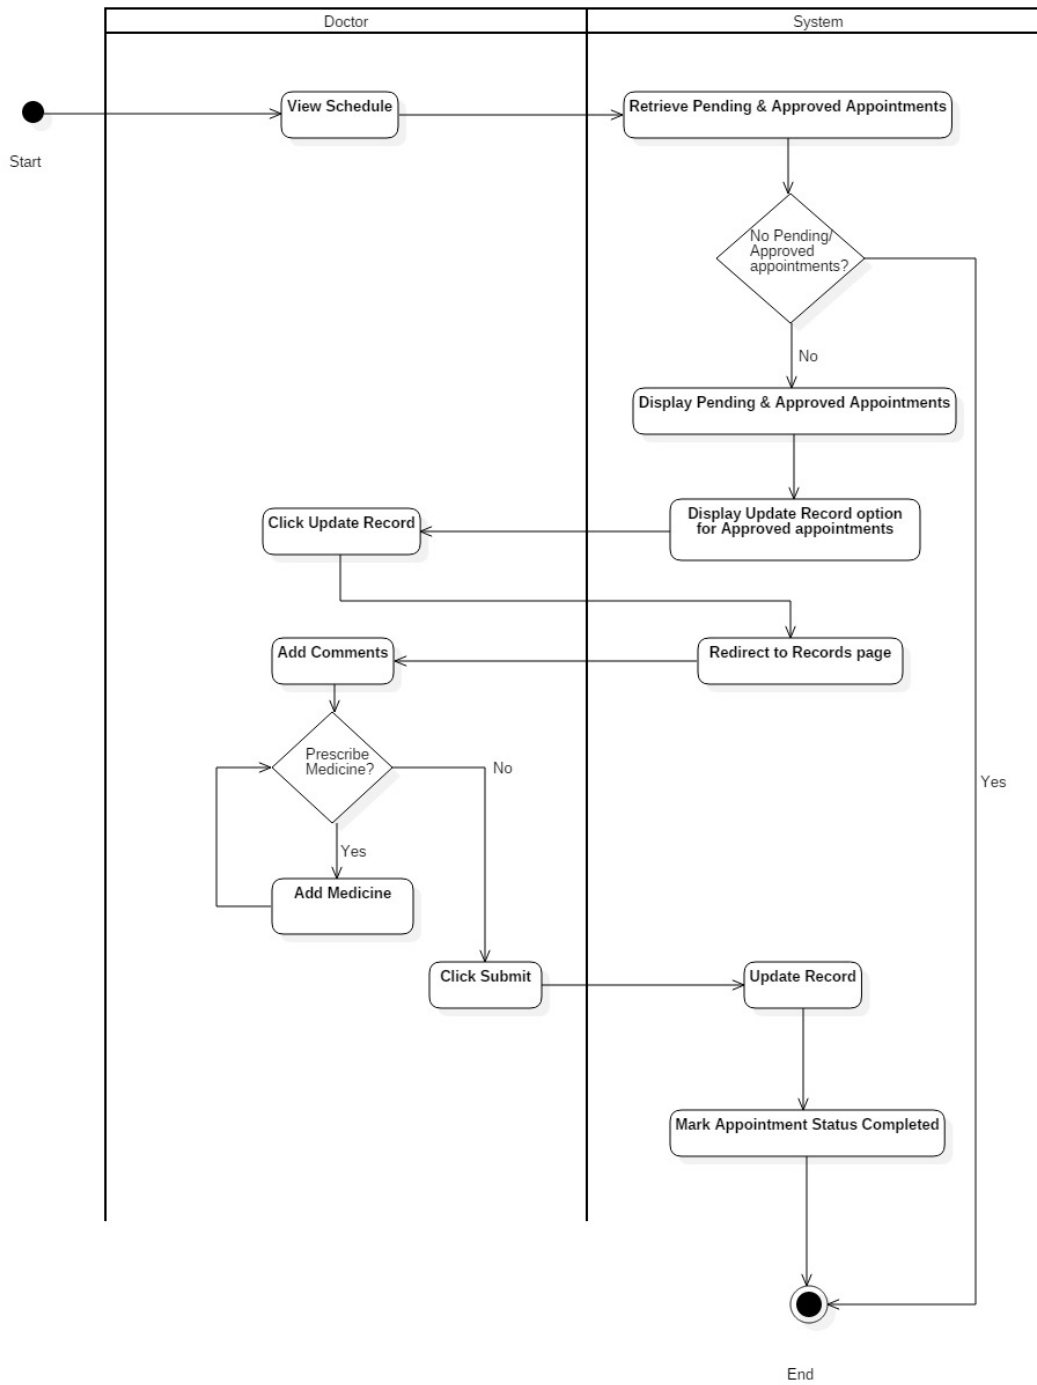 Doctor
System
View Schedule
Retrieve Pending & Approved Appointments
Start
No Pending/
Approved
appointments?
No
Display Pending & Approved Appointments
Display Update Record option
for Approved appointments
Click Update Record
Add Comments
Redirect to Records page
Prescribe
Medicine?
No
Yes
Yes
Add Medicine
Click Submit
Update Record
Mark Appointment Status Completed
End